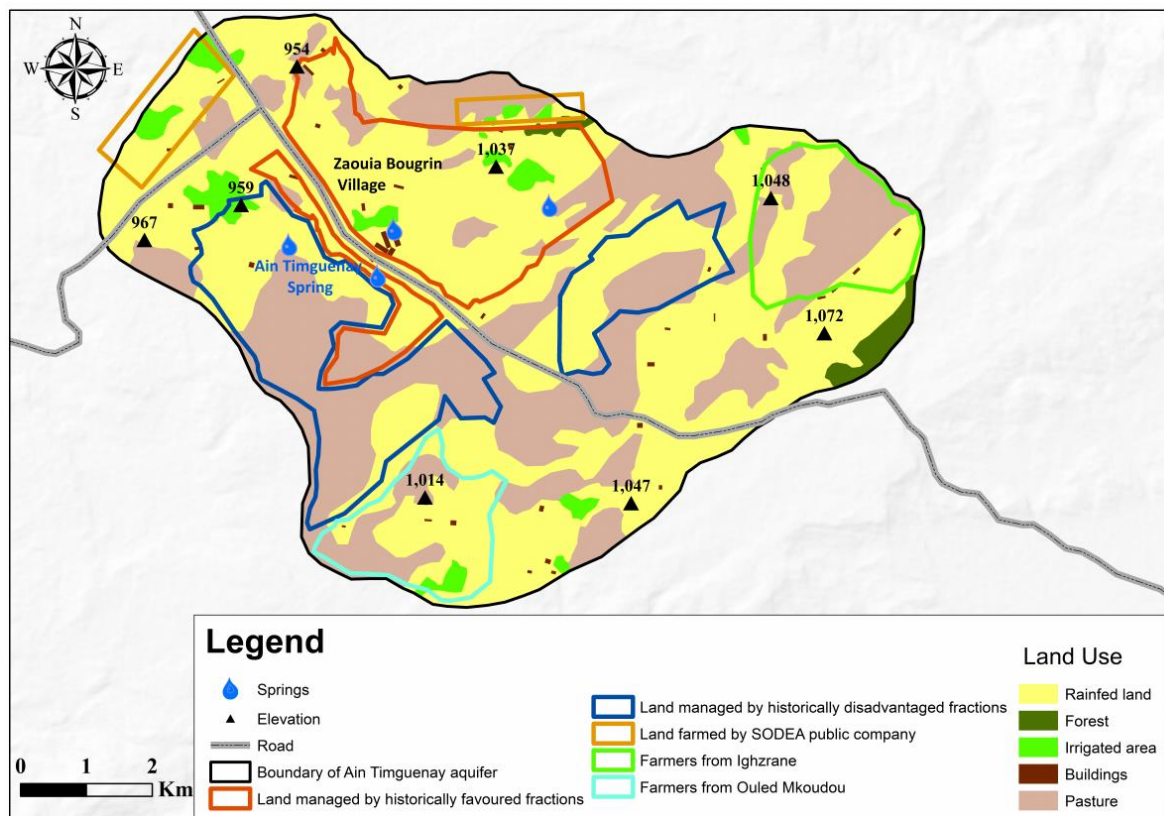 N
W E
S
954
1,037
Zaouia Bougrin
Village
1,048
959
967
Ain Timguenay
Spring
1,072
1,014
1,047
Legend
Springs
Elevation
Road
Boundary of Ain Timguenay aquifer
Land managed by historically favoured fractions
Land managed by historically disadvantaged fractions
Land farmed by SODEA public company
Farmers from Ighzrane
Farmers from Ouled Mkoudou
Land Use
Rainfed land
Forest
Irrigated area
Buildings
Pasture
0 1 2
Km